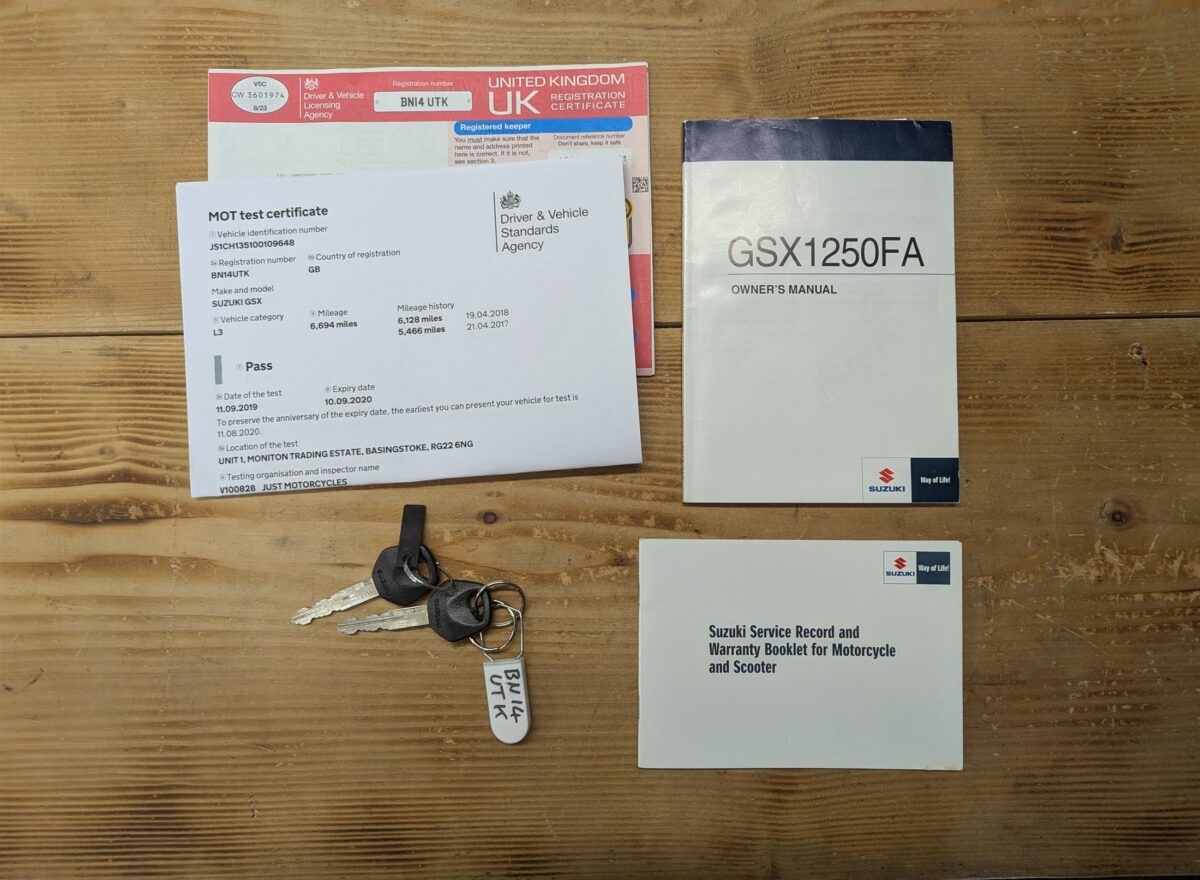 V5C
CW 3601974
8/23
Driver & Vehicle
Licensing
Agency
Registration number
BN14 UTK
UNITED KINGDOM
UK REGISTRATION
CERTIFICATE
Registered keeper
You must make sure that the
name and address printed
here is correct. If it is not,
see section 3.
Document reference number
Don't share, keep it safe
MOT test certificate
Driver & Vehicle
Standards
Agency
① Vehicle identification number
JS1CH135100109648
Registration number
BN14UTK
Country of registration
GB
Make and model
SUZUKI GSX
⑤ Vehicle category
L3
④ Mileage
6,694 miles
Mileage history
6,128 miles 19.04.2018
5,466 miles 21.04.2017
⑦ Pass
Date of the test
11.09.2019
⑧ Expiry date
10.09.2020
To preserve the anniversary of the expiry date, the earliest you can present your vehicle for test is
11.08.2020.
Location of the test
UNIT 1, MONITON TRADING ESTATE, BASINGSTOKE, RG22 6NG
⑨ Testing organisation and inspector name
V100828 JUST MOTORCYCLES
GSX1250FA
OWNER'S MANUAL
SUZUKI
Way of Life!
BN14
UTK
SUZUKI
Way of Life!
Suzuki Service Record and
Warranty Booklet for Motorcycle
and Scooter